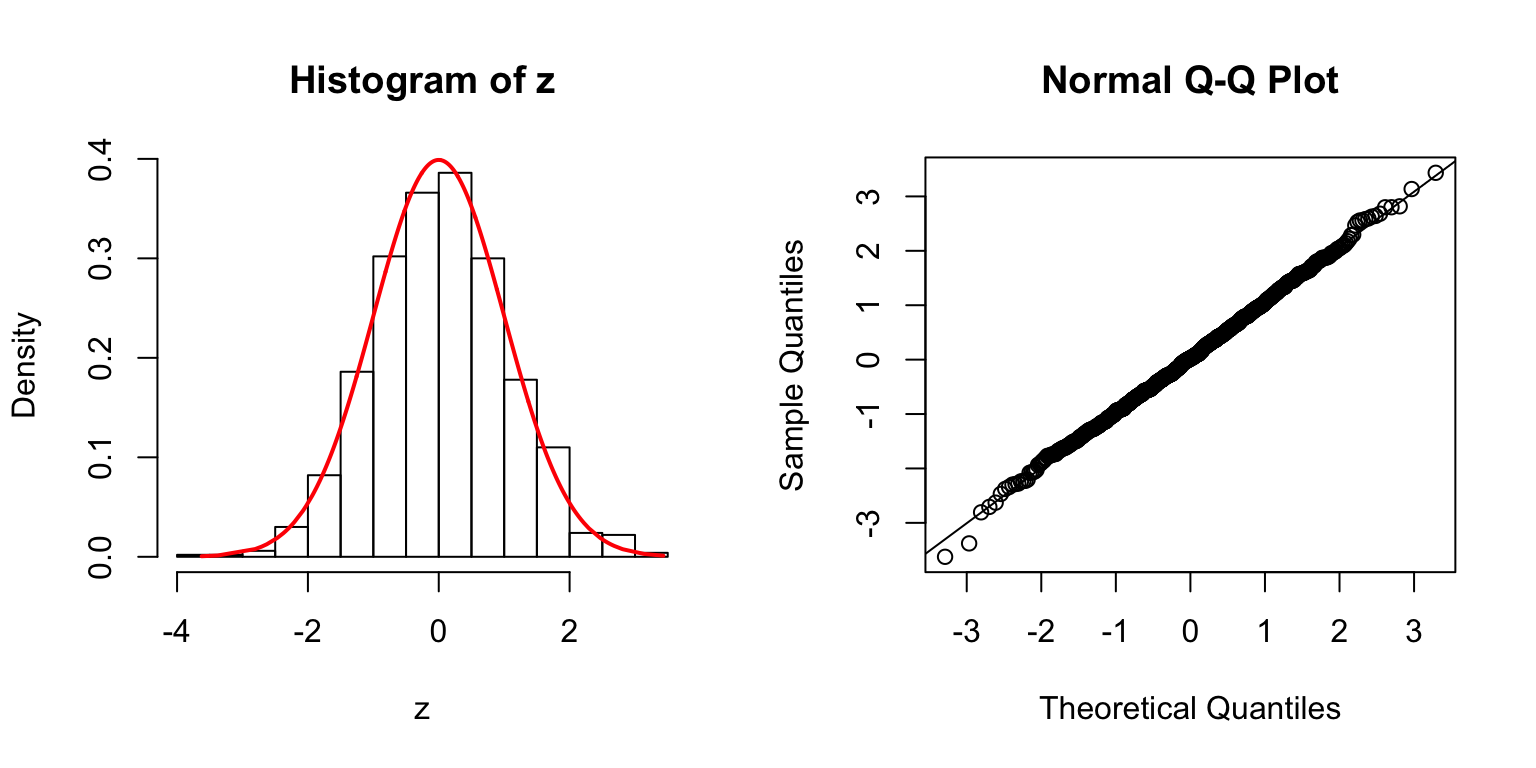 Histogram of z
Density
0.0 0.1 0.2 0.3 0.4
-4 -2 0 2
z
Normal Q-Q Plot
Sample Quantiles
-3 -1 0 1 2 3
-3 -2 -1 0 1 2 3
Theoretical Quantiles